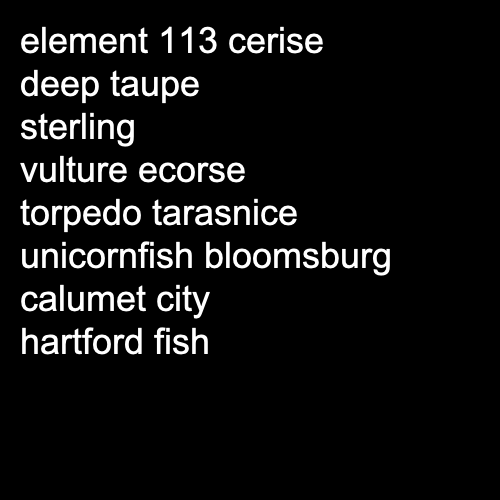 element 113 cerise
deep taupe
sterling
vulture ecorse
torpedo tarasnice
unicornfish bloomsburg
calumet city
hartford fish